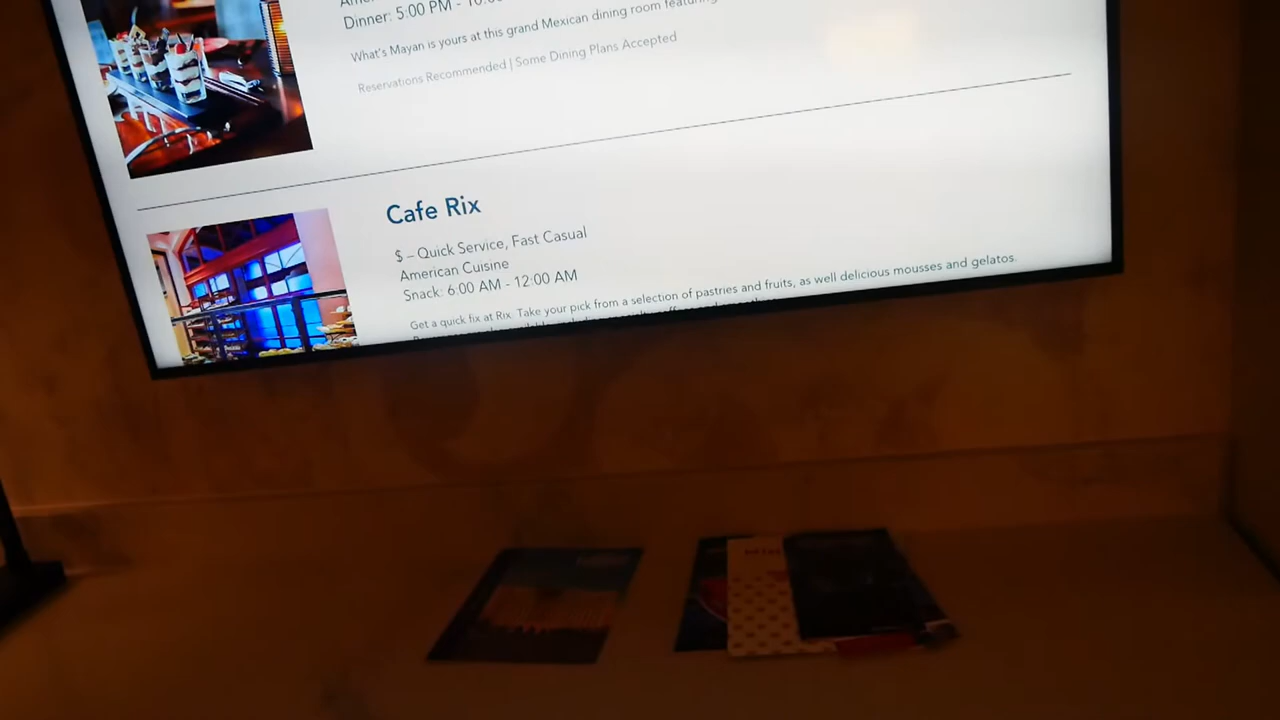 Dinner: 5:00 PM - 10:
What's Mayan is yours at this grand Mexican dining room featuring
Reservations Recommended | Some Dining Plans Accepted
Cafe Rix
$ – Quick Service, Fast Casual
American Cuisine
Snack: 6:00 AM - 12:00 AM
Get a quick fix at Rix. Take your pick from a selection of pastries and fruits, as well delicious mousses and gelatos.